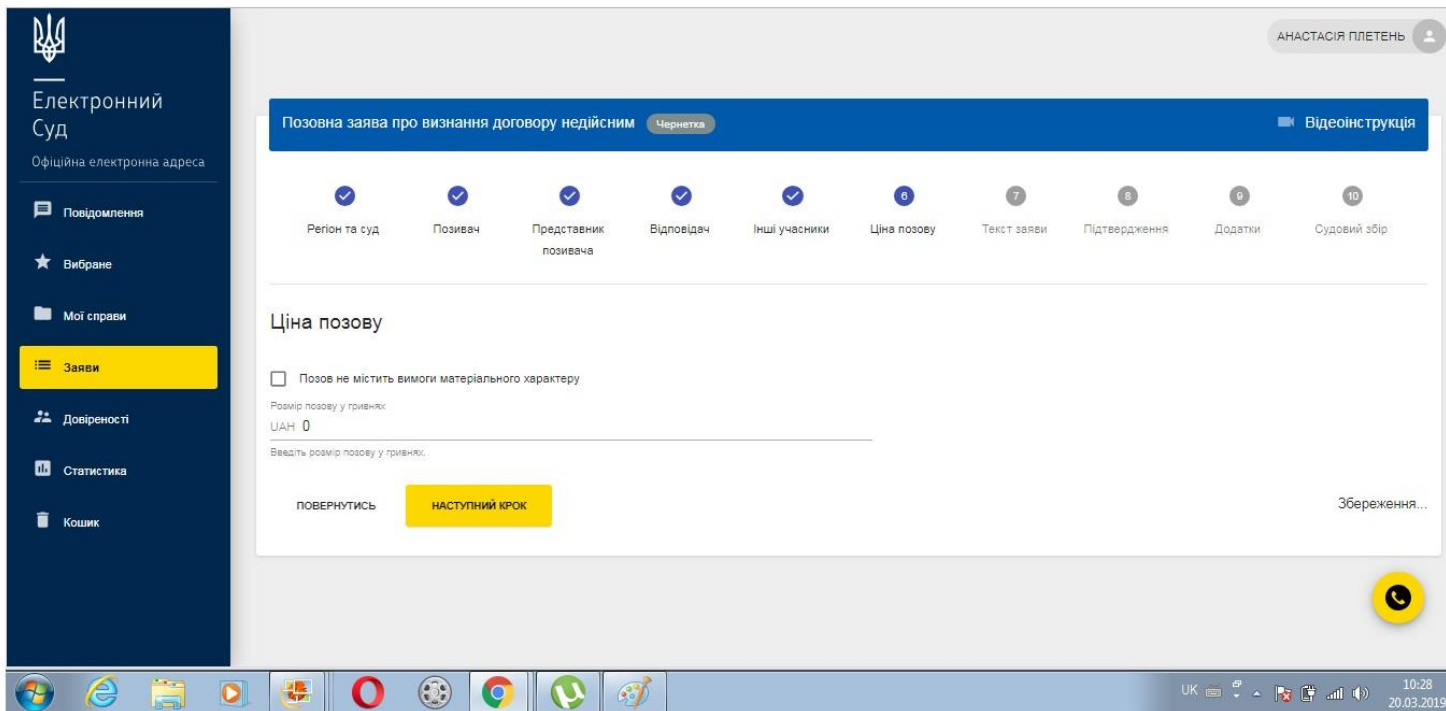 АНАСТАСІЯ ПЛЕТЕНЬ
Електронний
Суд
Офіційна електронна адреса
Повідомлення
Вибране
Мої справи
Заяви
Довіреності
Статистика
Кошик
Позовна заява про визнання договору недійсним Чернетка
Відеоінструкція
Регіон та суд
Позивач
Представник
позивача
Відповідач
Інші учасники
6
Ціна позову
7
Текст заяви
8
Підтвердження
9
Додатки
10
Судовий збір
Ціна позову
Позов не містить вимоги матеріального характеру
Розмір позову у гривнях
UAH 0
Введіть розмір позову у гривнях.
ПОВЕРНУТИСЬ
НАСТУПНИЙ КРОК
Збереження...
UK
10:28
20.03.2019